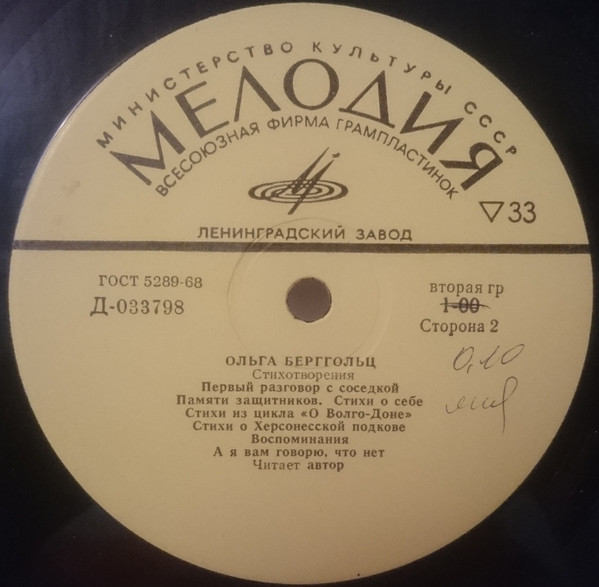 МИНИСТЕРСТВО КУЛЬТУРЫ СССР
МЕЛОДИЯ
ВСЕСОЮЗНАЯ ФИРМА ГРАМПЛАСТИНОК
33
ЛЕНИНГРАДСКИЙ ЗАВОД
ГОСТ 5289-68
Д-033798
вторая гр
1-00
Сторона 2
0,10
ОЛЬГА БЕРГГОЛЬЦ
Стихотворения
Первый разговор с соседкой
Памяти защитников. Стихи о себе
Стихи из цикла «О Волго-Доне»
Стихи о Херсонесской подкове
Воспоминания
А я вам говорю, что нет
Читает автор